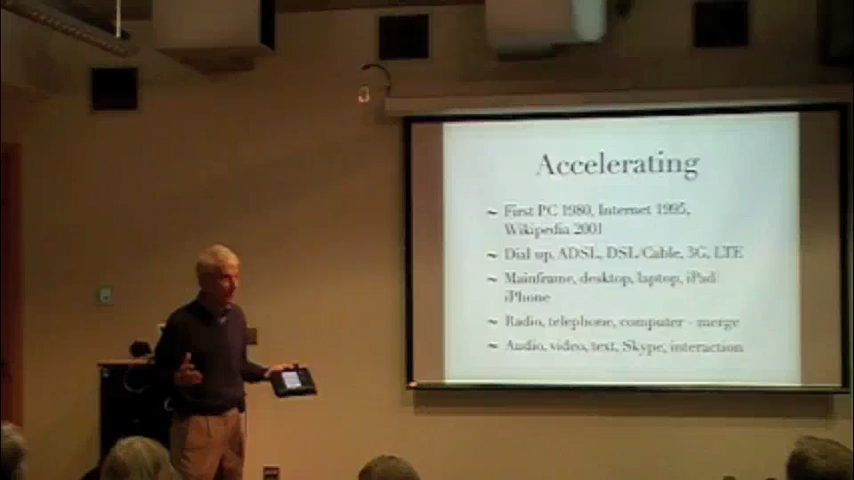 Accelerating
~ First PC 1980, Internet 1995,
Wikipedia 2001
~ Dial up, ADSL, DSL/Cable, 3G, LTE
~ Mainframe, desktop, laptop, iPad/
iPhone
~ Radio, telephone, computer - merge
~ Audio, video, text, Skype, interaction